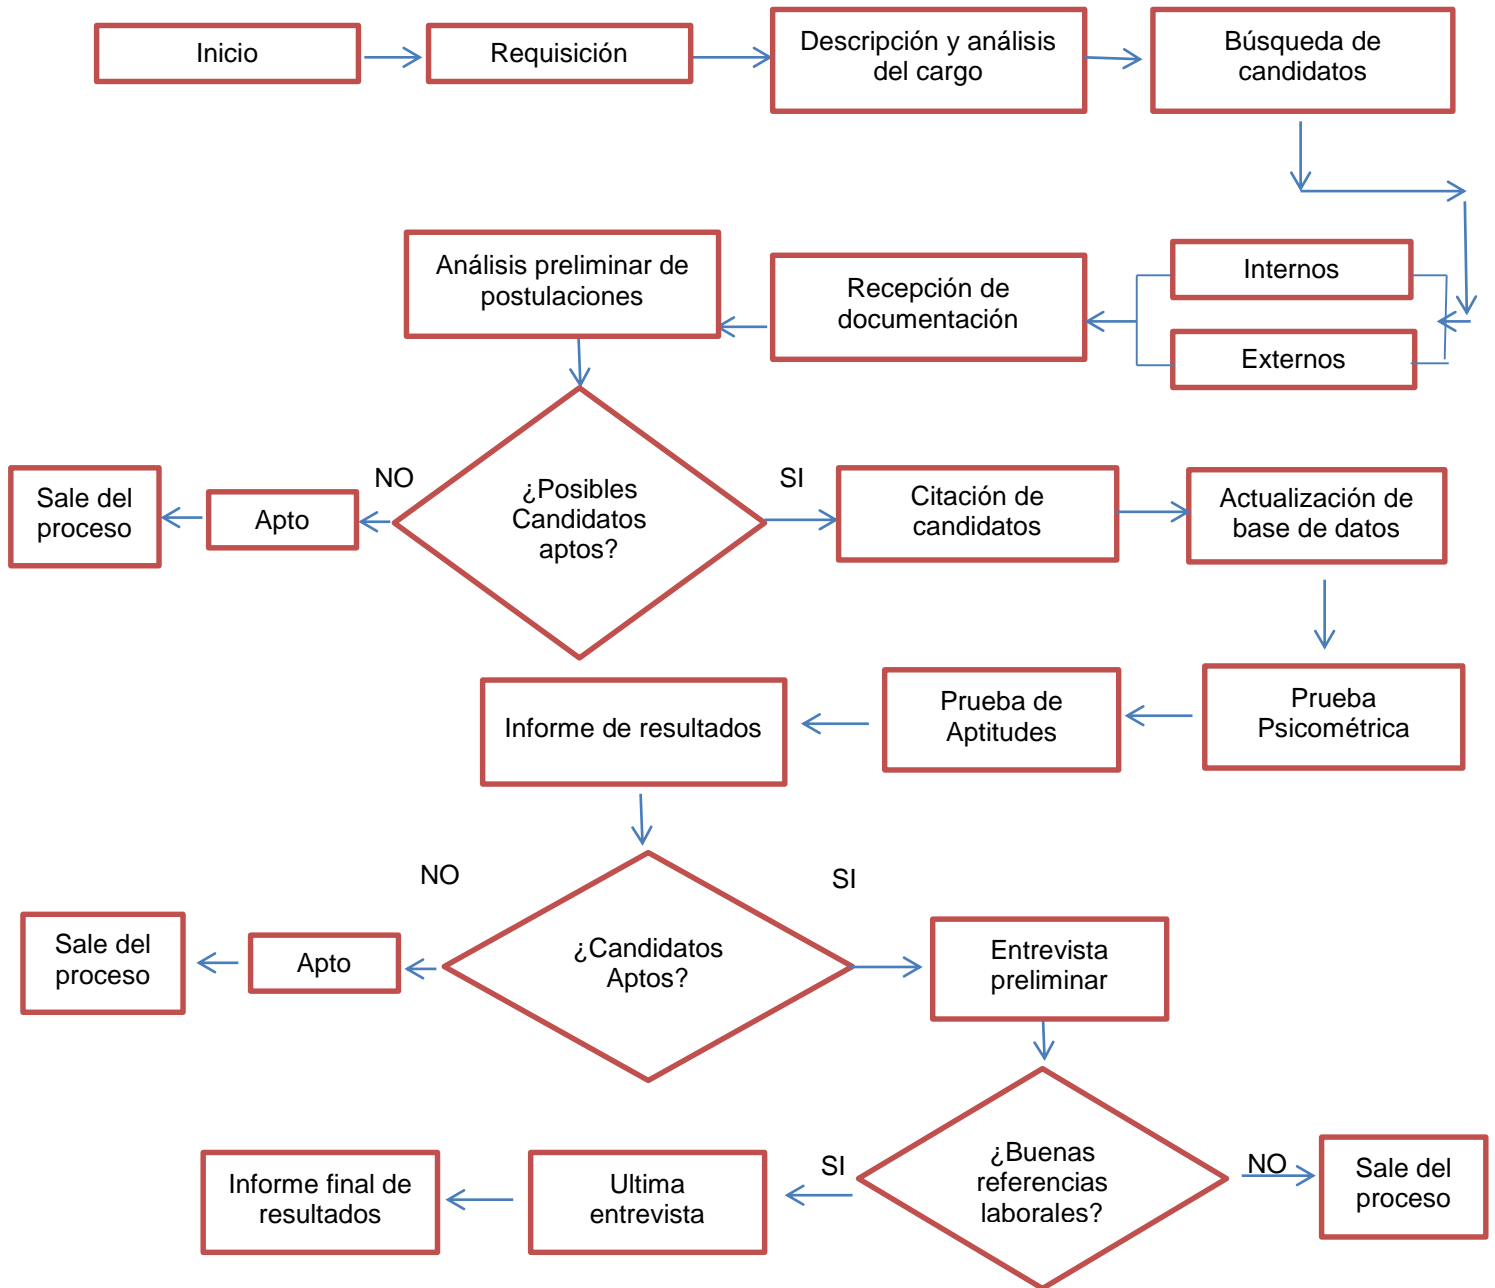 Inicio
Requisición
Descripción y análisis
del cargo
Búsqueda de
candidatos
Internos
Externos
Recepción de
documentación
Análisis preliminar de
postulaciones
¿Posibles
Candidatos
aptos?
NO
Apto
Sale del
proceso
SI
Citación de
candidatos
Actualización de
base de datos
Prueba
Psicométrica
Prueba de
Aptitudes
Informe de resultados
¿Candidatos
Aptos?
NO
Apto
Sale del
proceso
SI
Entrevista
preliminar
¿Buenas
referencias
laborales?
NO
Sale del
proceso
SI
Ultima
entrevista
Informe final de
resultados